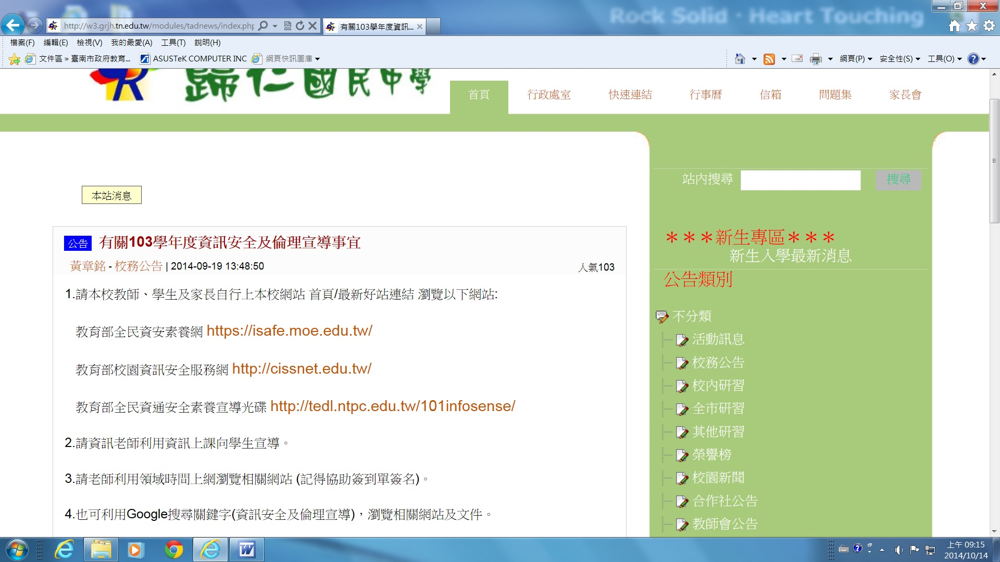 Rock Solid · Heart Touching
http://w3.grjh.tn.edu.tw/modules/tadnews/index.php
有關103學年度資訊...
檔案(F) 編輯(E) 檢視(V) 我的最愛(A) 工具(T) 說明(H)
文件區 » 臺南市政府教育... ASUSTeK COMPUTER INC 網頁快訊圖庫
網頁(P) 安全性(S) 工具(O)
歸仁國民中學
首頁 行政處室 快速連結 行事曆 信箱 問題集 家長會
站內搜尋 搜尋
本站消息
公告 有關103學年度資訊安全及倫理宣導事宜
黃章銘 - 校務公告 | 2014-09-19 13:48:50
人氣103
1.請本校教師、學生及家長自行上本校網站 首頁/最新好站連結 瀏覽以下網站:
教育部全民資安素養網 https://isafe.moe.edu.tw/
教育部校園資訊安全服務網 http://cissnet.edu.tw/
教育部全民資通安全素養宣導光碟 http://tedl.ntpc.edu.tw/101infosense/
2.請資訊老師利用資訊上課向學生宣導。
3.請老師利用領域時間上網瀏覽相關網站 (記得協助簽到單簽名)。
4.也可利用Google搜尋關鍵字(資訊安全及倫理宣導)，瀏覽相關網站及文件。
＊＊＊新生專區＊＊＊
新生入學最新消息
公告類別
不分類
活動訊息
校務公告
校內研習
全市研習
其他研習
榮譽榜
校園新聞
合作社公告
教師會公告
上午 09:15
2014/10/14